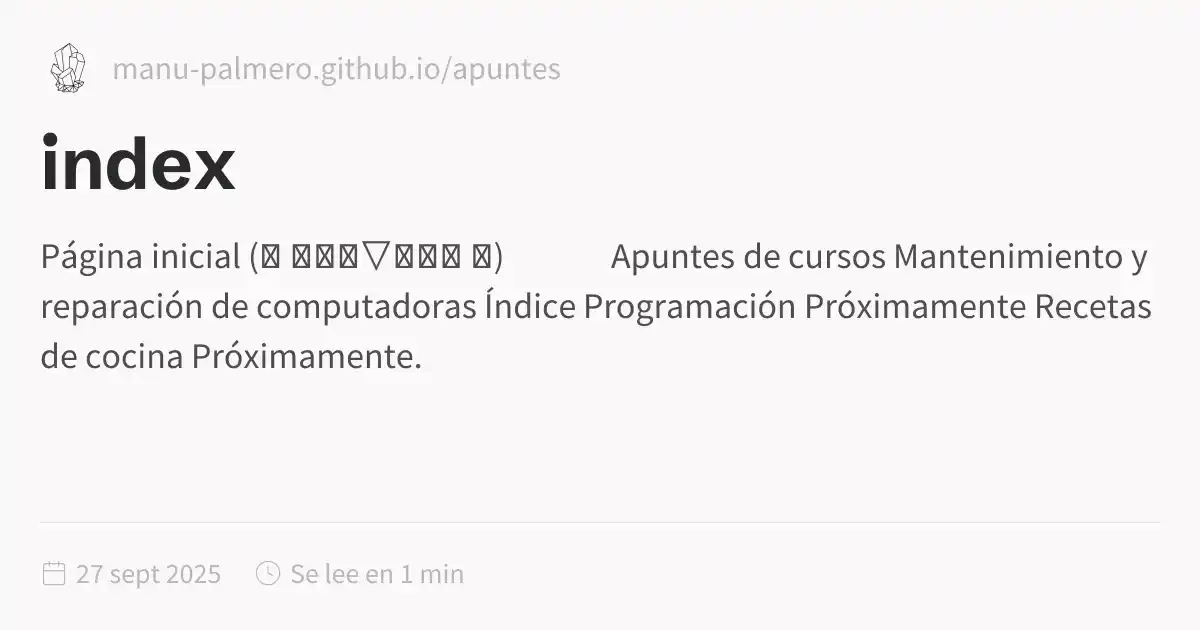 manu-palmero.github.io/apuntes
index
Página inicial ( ▽ ) Apuntes de cursos Mantenimiento y
reparación de computadoras Índice Programación Próximamente Recetas
de cocina Próximamente.
27 sept 2025 Se lee en 1 min